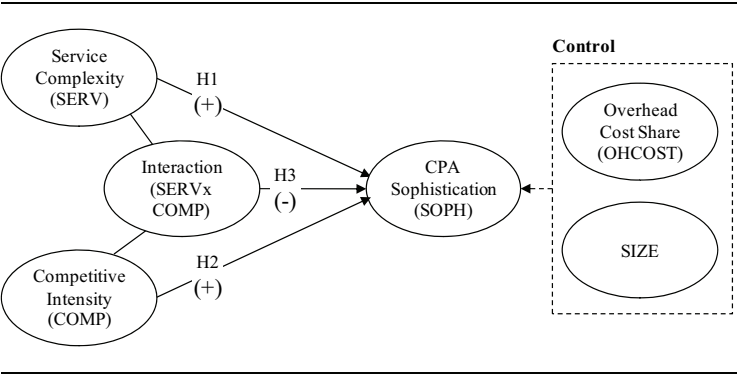 Service
Complexity
(SERV)
H1
(+)
Interaction
(SERVx
COMP)
H3
(-)
Competitive
Intensity
(COMP)
H2
(+)
CPA
Sophistication
(SOPH)
Control
Overhead
Cost Share
(OHCOST)
SIZE